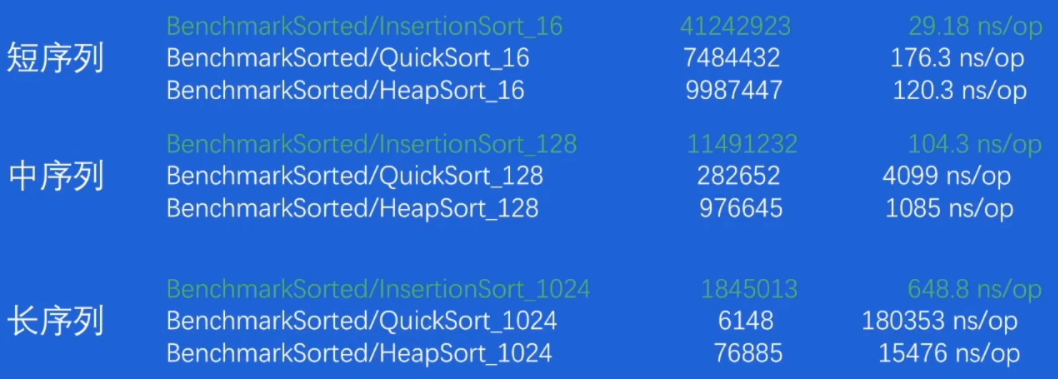 BenchmarkSorted/InsertionSort_16 41242923 29.18 ns/op
短序列 BenchmarkSorted/QuickSort_16 7484432 176.3 ns/op
BenchmarkSorted/HeapSort_16 9987447 120.3 ns/op
BenchmarkSorted/InsertionSort_128 11491232 104.3 ns/op
中序列 BenchmarkSorted/QuickSort_128 282652 4099 ns/op
BenchmarkSorted/HeapSort_128 976645 1085 ns/op
BenchmarkSorted/InsertionSort_1024 1845013 648.8 ns/op
长序列 BenchmarkSorted/QuickSort_1024 6148 180353 ns/op
BenchmarkSorted/HeapSort_1024 76885 15476 ns/op